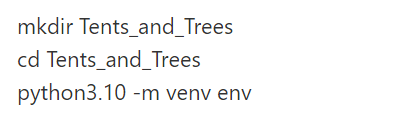 mkdir Tents_and_Trees
cd Tents_and_Trees
python3.10 -m venv env